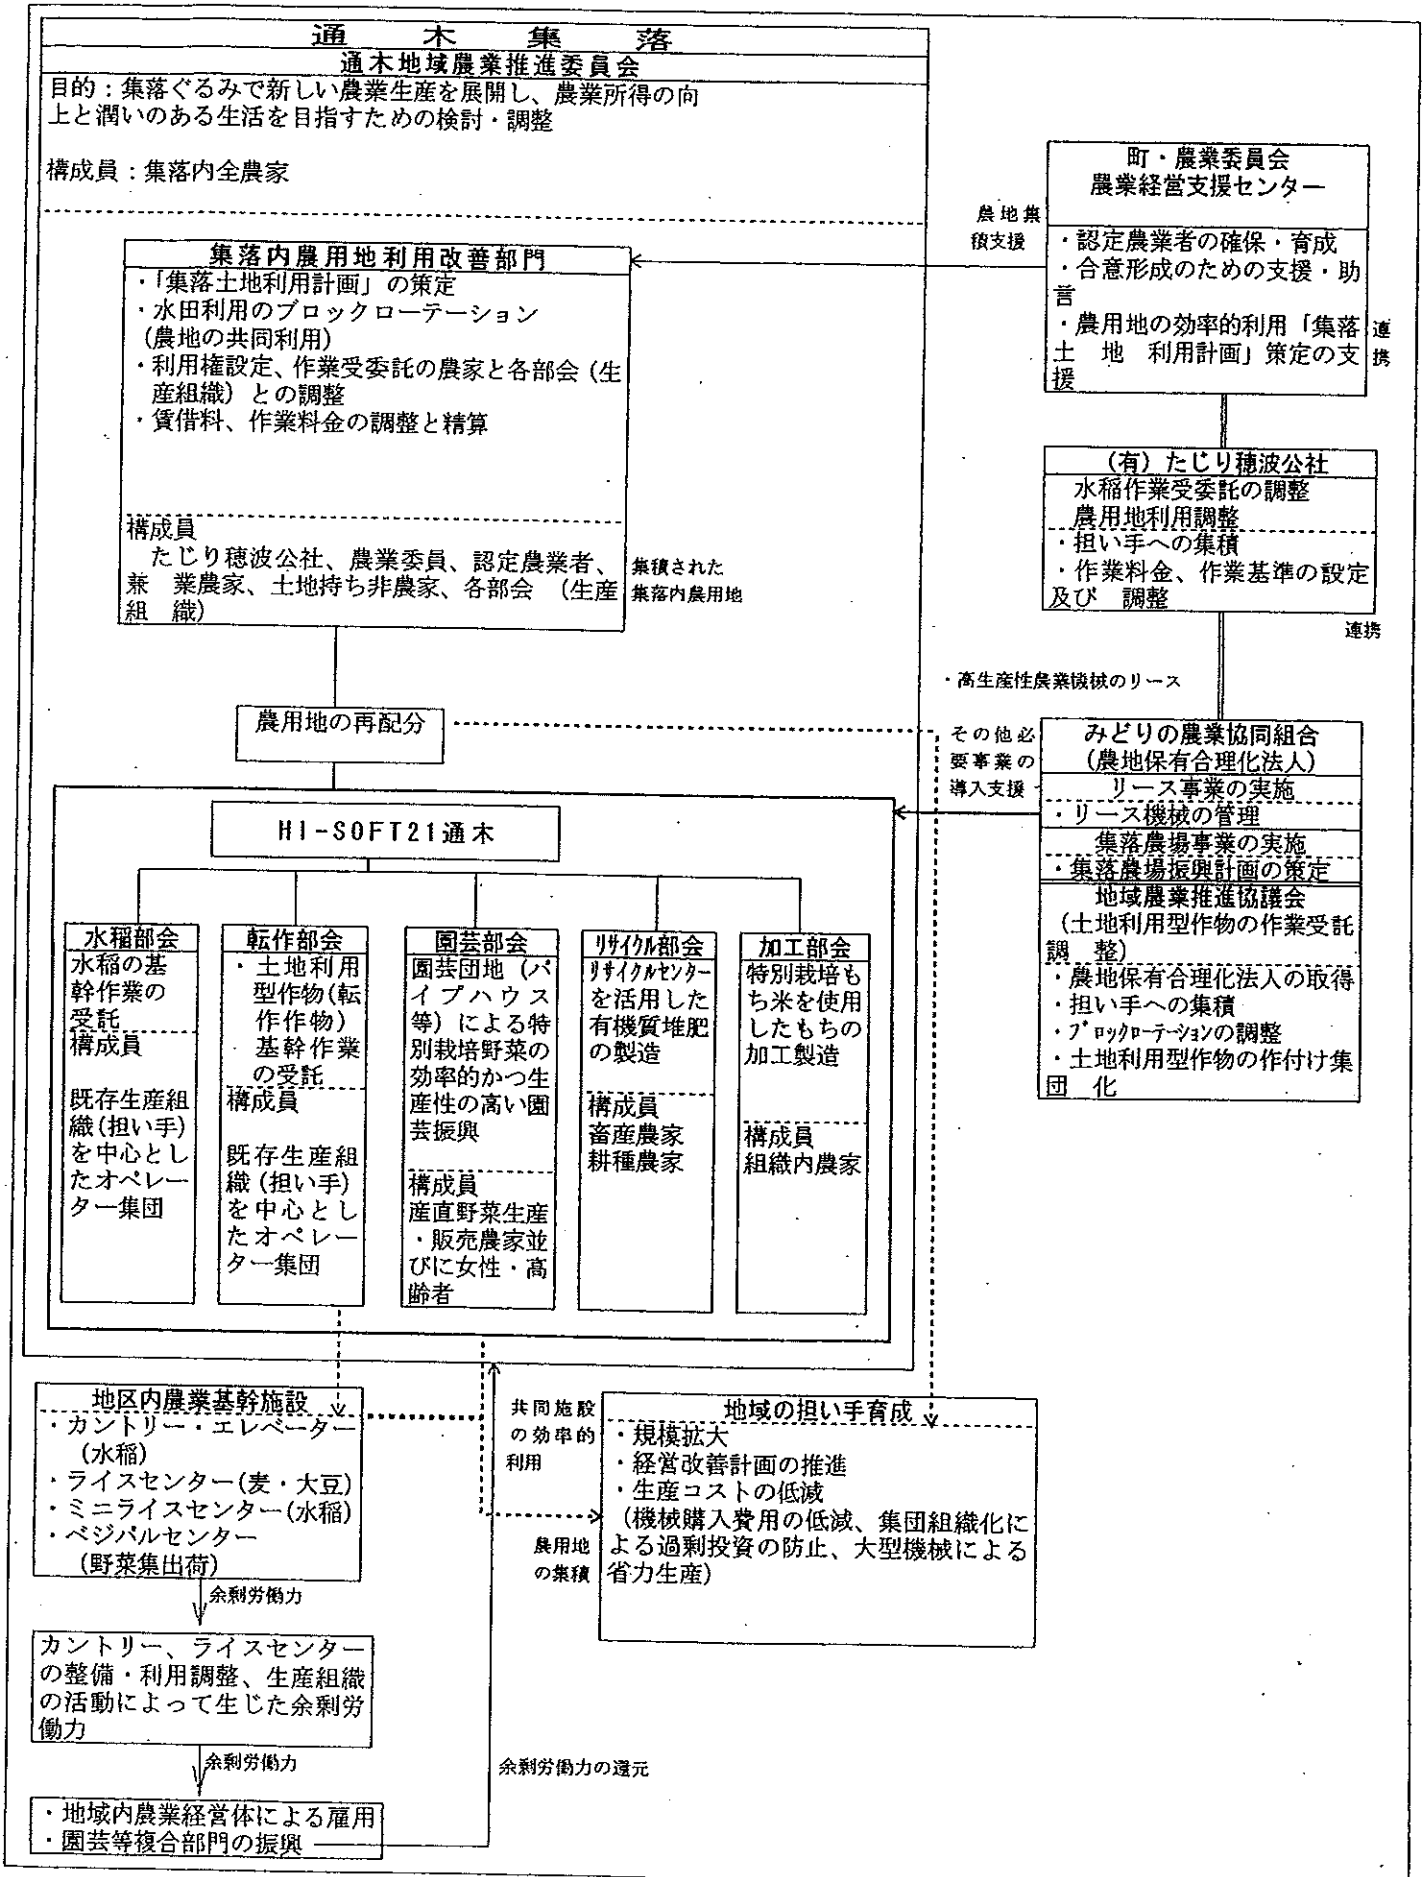 通木集落
通木地域農業推進委員会
目的：集落ぐるみで新しい農業生産を展開し、農業所得の向
上と潤いのある生活を目指すための検討・調整
構成員：集落内全農家
集落内農用地利用改善部門
・「集落土地利用計画」の策定
・水田利用のブロックローテーション
（農地の共同利用）
・利用権設定、作業受委託の農家と各部会（生
産組織）との調整
・賃借料、作業料金の調整と精算
構成員
たじり穂波公社、農業委員、認定農業者、
兼　業農家、土地持ち非農家、各部会　（生産
組　織）
集積された
集落内農用地
農地集
積支援
町・農業委員会
農業経営支援センター
・認定農業者の確保・育成
・合意形成のための支援・助
言
・農用地の効率的利用「集落
土　地　利用計画」策定の支
援
連
携
（有）たじり穂波公社
水稲作業受委託の調整
農用地利用調整
・担い手への集積
・作業料金、作業基準の設定
及び　調整
連携
・高生産性農業機械のリース
その他必
要事業の
導入支援
みどりの農業協同組合
（農地保有合理化法人）
リース事業の実施
・リース機械の管理
集落農場事業の実施
・集落農場振興計画の策定
地域農業推進協議会
（土地利用型作物の作業受託
調　整）
・農地保有合理化法人の取得
・担い手への集積
・ブロックローテーションの調整
・土地利用型作物の作付け集
団　化
農用地の再配分
HI-SOFT21通木
水稲部会
水稲の基
幹作業の
受託
構成員
既存生産組
織（担い手）
を中心とし
たオペレー
ター集団
転作部会
・土地利用
型作物（転
作作物）
基幹作業
の受託
構成員
既存生産組
織（担い手）
を中心とし
たオペレー
ター集団
園芸部会
園芸団地（パ
イプハウス
等）による特
別栽培野菜の
効率的かつ生
産性の高い園
芸振興
構成員
産直野菜生産
・販売農家並
びに女性・高
齢者
リサイクル部会
リサイクルセンター
を活用した
有機質堆肥
の製造
構成員
畜産農家
耕種農家
加工部会
特別栽培も
ち米を使用
したもちの
加工製造
構成員
組織内農家
地区内農業基幹施設
・カントリー・エレベーター
（水稲）
・ライスセンター（麦・大豆）
・ミニライスセンター（水稲）
・ベジパルセンター
（野菜集出荷）
余剰労働力
カントリー、ライスセンター
の整備・利用調整、生産組織
の活動によって生じた余剰労
働力
余剰労働力
・地域内農業経営体による雇用
・園芸等複合部門の振興
共同施設
の効率的
利用
農用地
の集積
余剰労働力の還元
地域の担い手育成
・規模拡大
・経営改善計画の推進
・生産コストの低減
（機械購入費用の低減、集団組織化に
よる過剰投資の防止、大型機械による
省力生産）